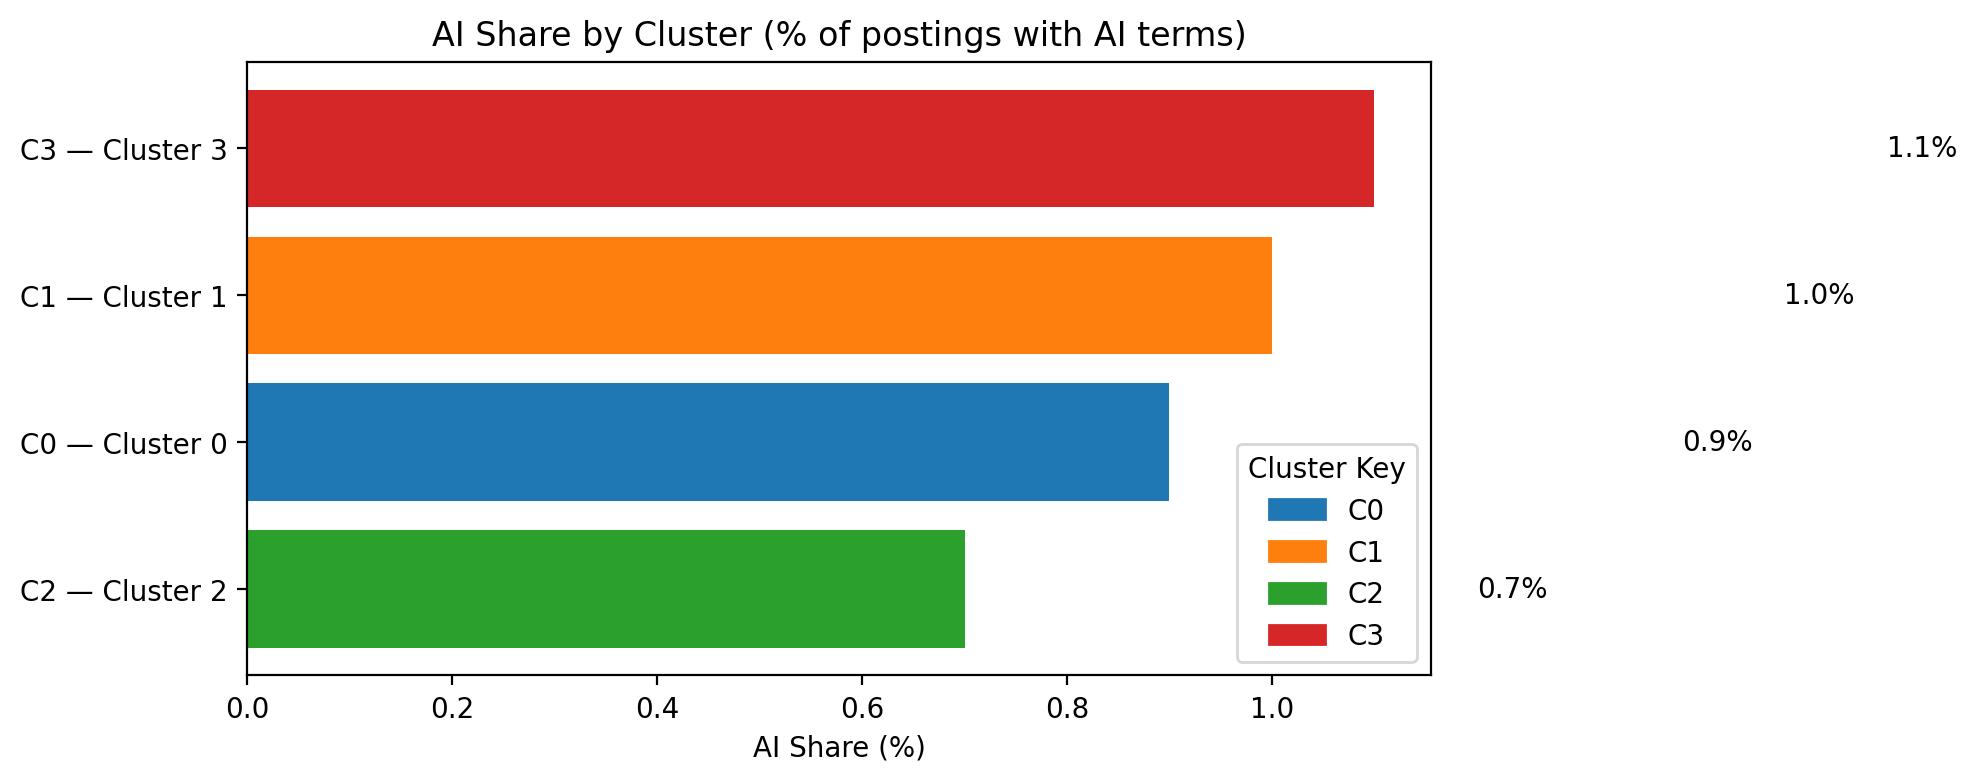 AI Share by Cluster (% of postings with AI terms)
C3 — Cluster 3
1.1%
C1 — Cluster 1
1.0%
C0 — Cluster 0
0.9%
C2 — Cluster 2
0.7%
Cluster Key
C0
C1
C2
C3
0.0 0.2 0.4 0.6 0.8 1.0
AI Share (%)